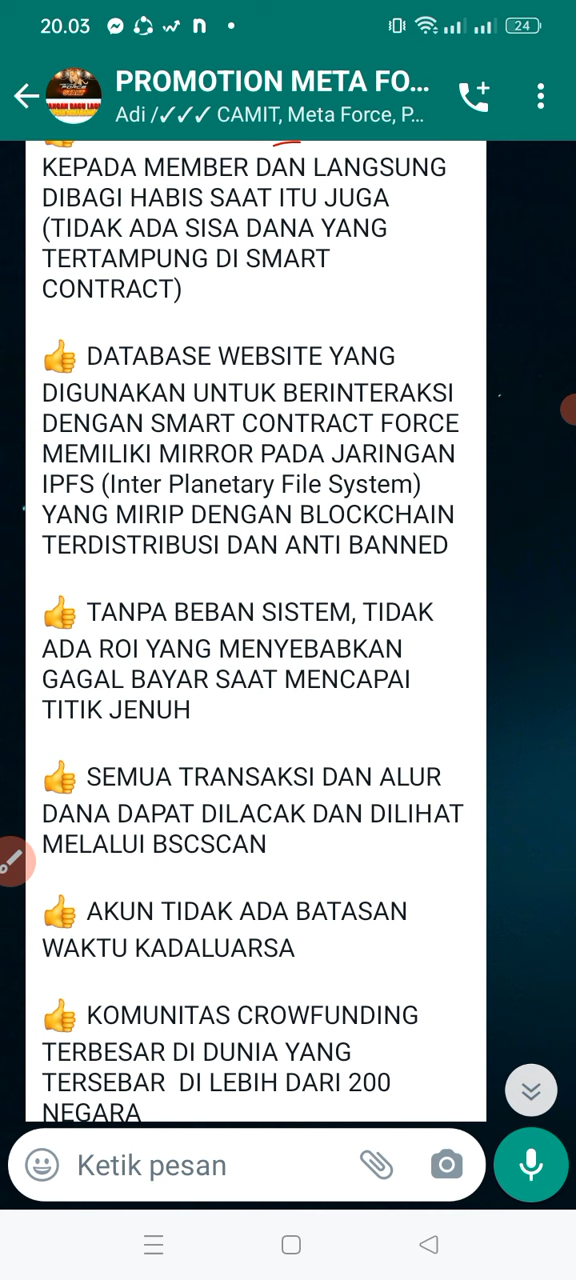 20.03
24
PROMOTION META FO...
Adi /✓✓✓ CAMIT, Meta Force, P...
KEPADA MEMBER DAN LANGSUNG
DIBAGI HABIS SAAT ITU JUGA
(TIDAK ADA SISA DANA YANG
TERTAMPUNG DI SMART
CONTRACT)
👍 DATABASE WEBSITE YANG
DIGUNAKAN UNTUK BERINTERAKSI
DENGAN SMART CONTRACT FORCE
MEMILIKI MIRROR PADA JARINGAN
IPFS (Inter Planetary File System)
YANG MIRIP DENGAN BLOCKCHAIN
TERDISTRIBUSI DAN ANTI BANNED
👍 TANPA BEBAN SISTEM, TIDAK
ADA ROI YANG MENYEBABKAN
GAGAL BAYAR SAAT MENCAPAI
TITIK JENUH
👍 SEMUA TRANSAKSI DAN ALUR
DANA DAPAT DILACAK DAN DILIHAT
MELALUI BSCSCAN
👍 AKUN TIDAK ADA BATASAN
WAKTU KADALUARSA
👍 KOMUNITAS CROWFUNDING
TERBESAR DI DUNIA YANG
TERSEBAR  DI LEBIH DARI 200
NEGARA
Ketik pesan